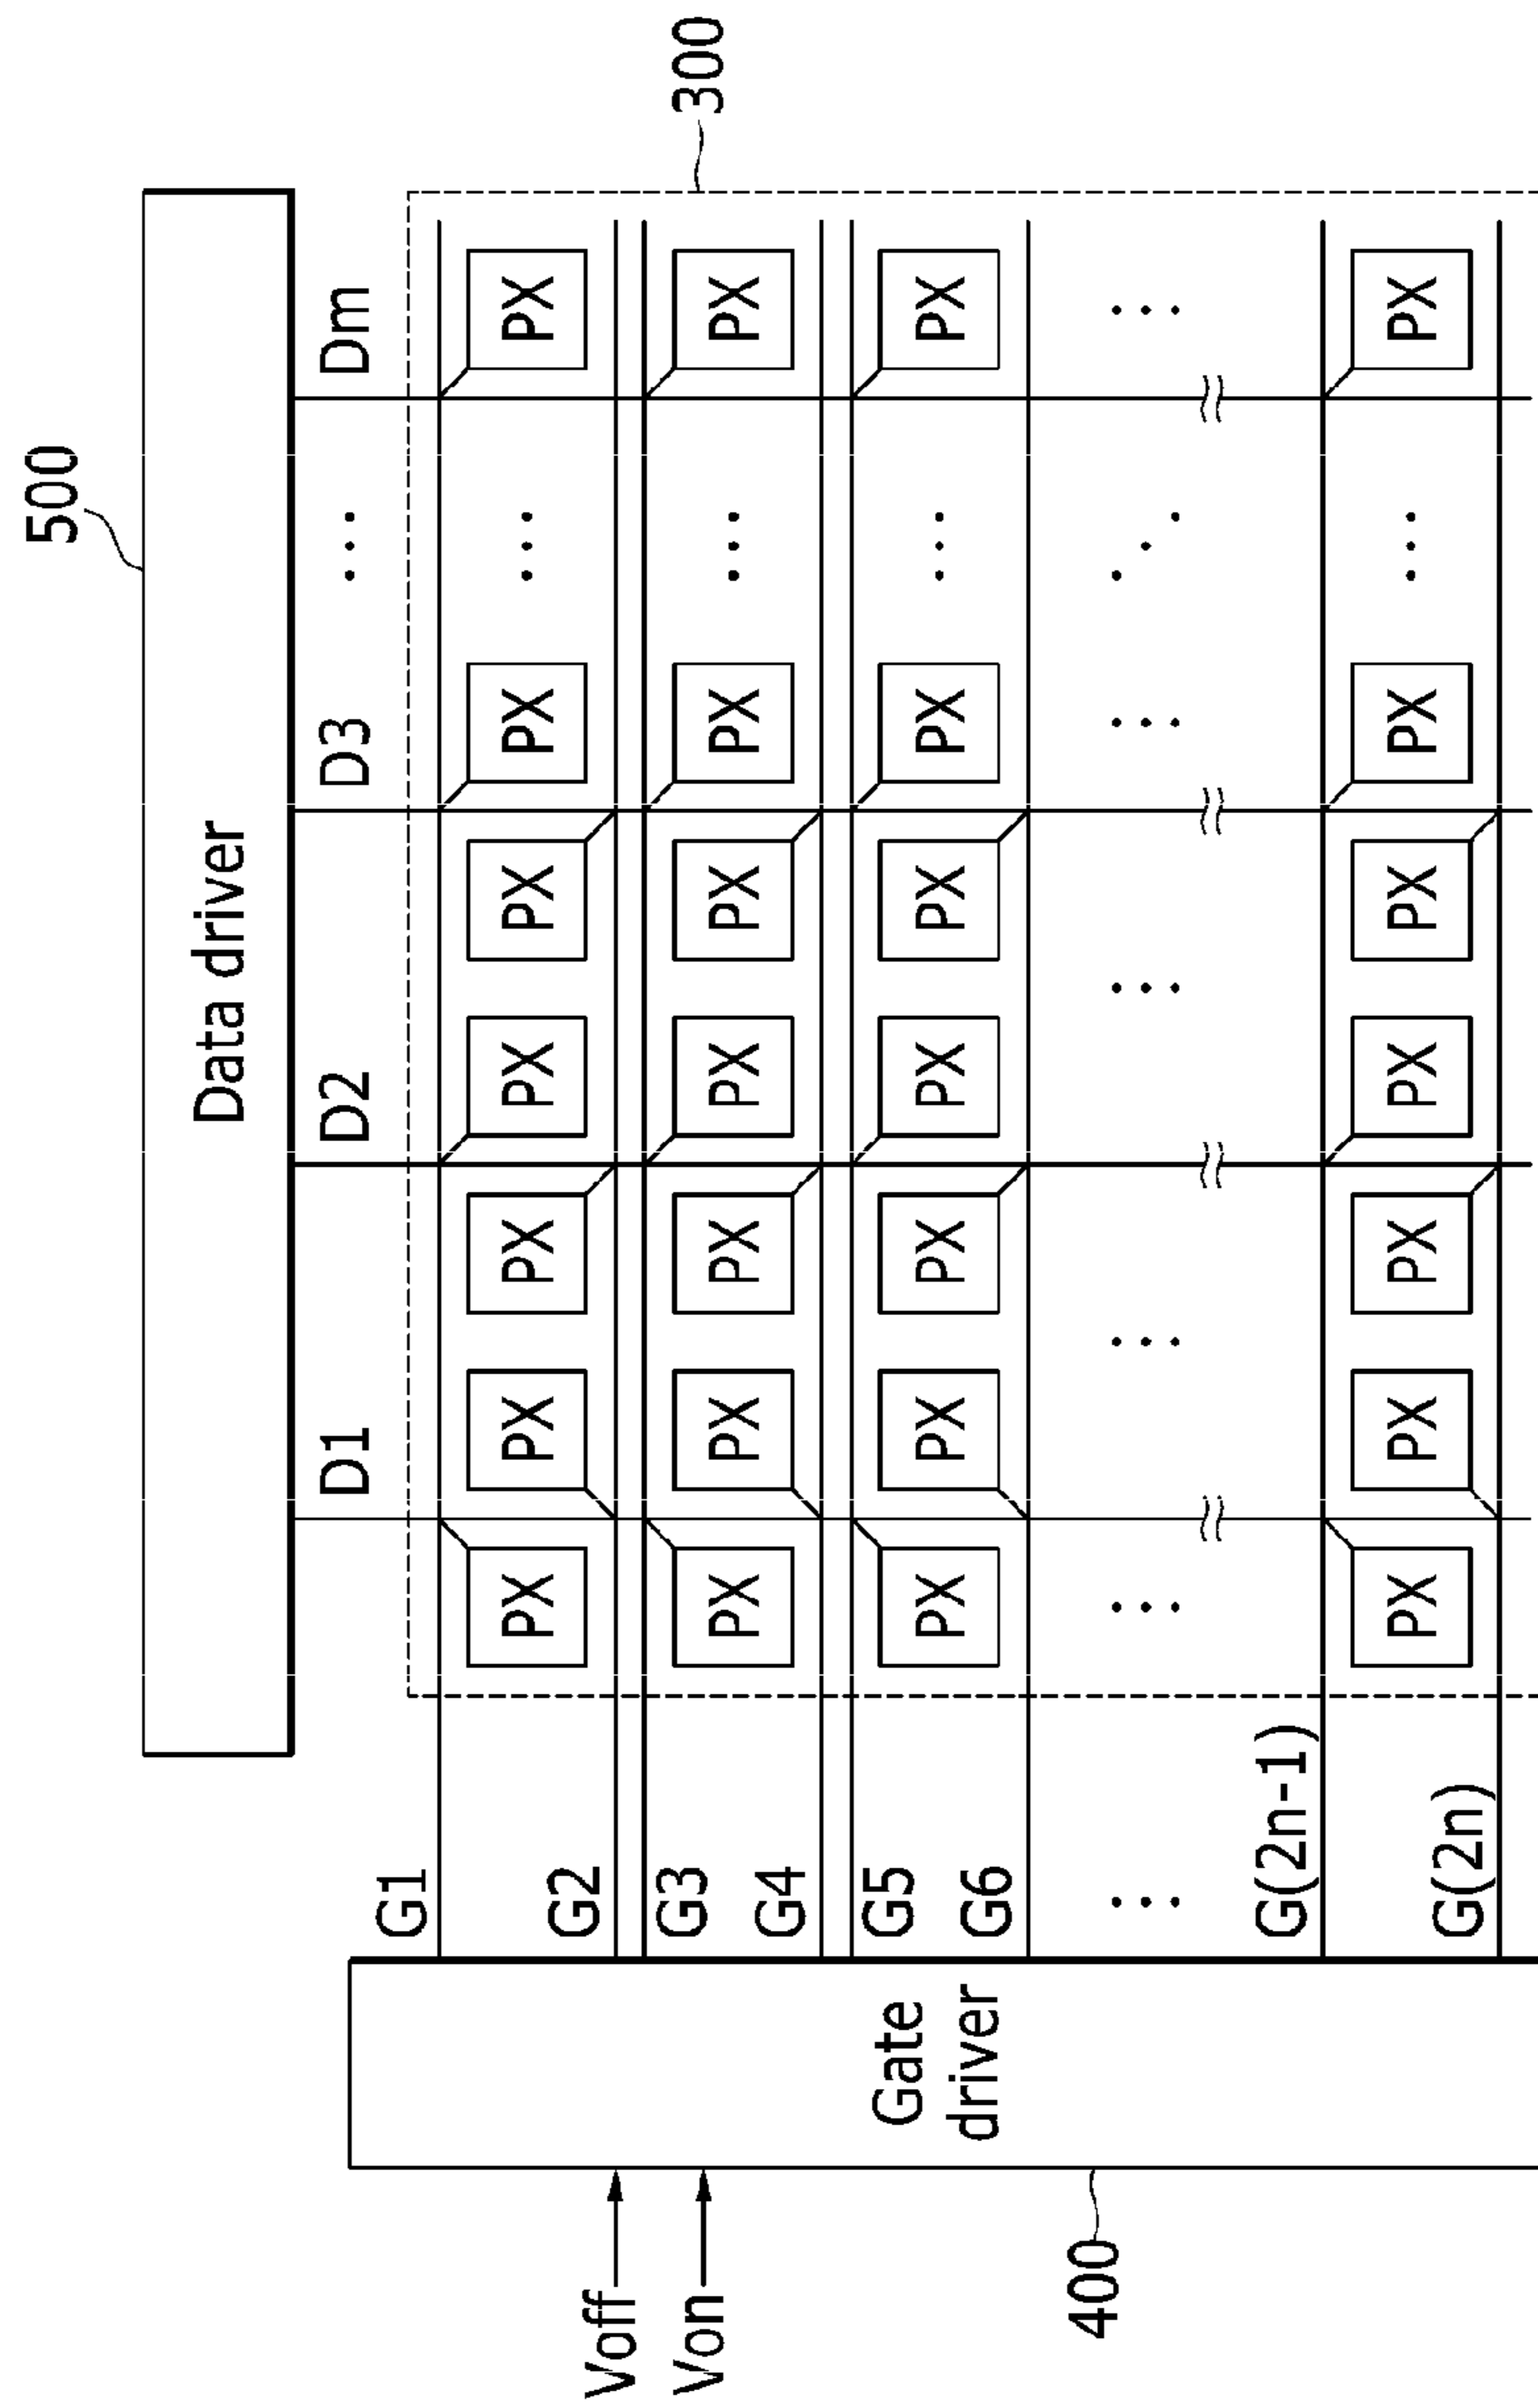 500
Data driver
D1 D2 D3 ... Dm
300
G1
PX PX PX PX PX PX ... PX
G2
G3
PX PX PX PX PX PX ... PX
G4
G5
PX PX PX PX PX PX ... PX
G6
G(2n-1)
PX PX PX PX PX PX ... PX
G(2n)
Voff
Von
Gate
driver
400